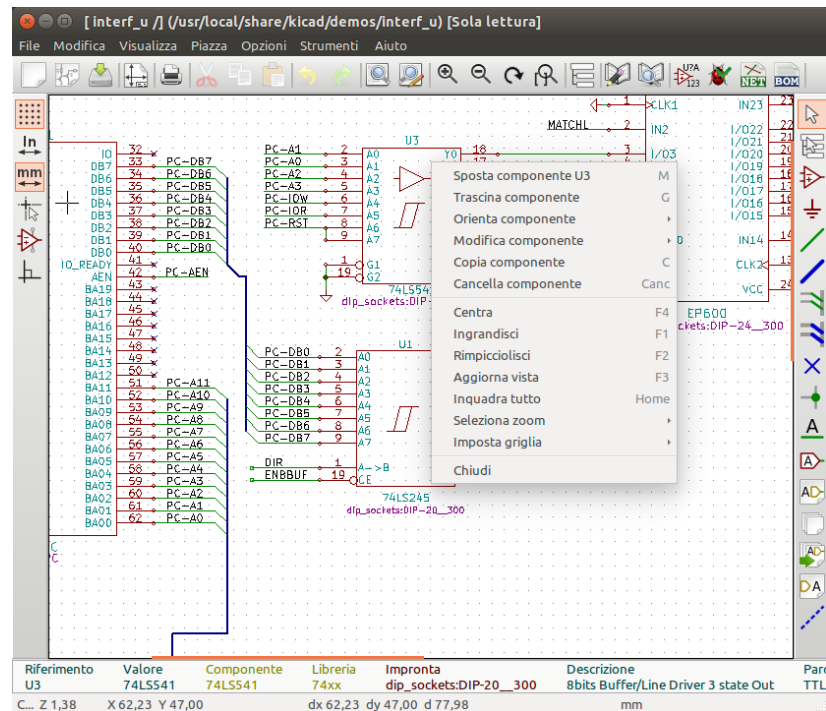 [ interf_u /] (/usr/local/share/kicad/demos/interf_u) [Sola lettura]
File Modifica Visualizza Piazza Opzioni Strumenti Aiuto
U?A
123
NET
BOM
In
mm
IO 32
DB7 33 PC-DB7
DB6 34 PC-DB6
DB5 35 PC-DB5
DB4 36 PC-DB4
DB3 37 PC-DB3
DB2 38 PC-DB2
DB1 39 PC-DB1
DB0 40 PC-DB0
IO_READY 41
AEN 42 PC-AEN
BA19 43
BA18 44
BA17 45
BA16 46
BA15 47
BA14 48
BA13 49
BA12 50
BA11 51 PC-A11
BA10 52 PC-A10
BA09 53 PC-A9
BA08 54 PC-A8
BA07 55 PC-A7
BA06 56 PC-A6
BA05 57 PC-A5
BA04 58 PC-A4
BA03 59 PC-A3
BA02 60 PC-A2
BA01 61 PC-A1
BA00 62 PC-A0
U3
PC-A1 2 A0 Y0 18
PC-A0 3 A1 17
PC-A2 4 A2
PC-A3 5 A3
PC-IOW 6 A4
PC-IOR 7 A5
PC-RST 8 A6
9 A7
1 G1
19 G2
74LS541
dip_sockets:DIP-
U1
PC-DB0 2 A0
PC-DB1 3 A1
PC-DB2 4 A2
PC-DB3 5 A3
PC-DB4 6 A4
PC-DB5 7 A5
PC-DB6 8 A6
PC-DB7 9 A7
DIR 1 A->B
ENBBUF 19 CE
74LS245
dip_sockets:DIP-20__300
1 CLK1 IN23 23
MATCHL 2 IN2 I/O22 22
I/O21 21
3 I/O3 I/O20 20
I/O19 19
I/O18 18
I/O17 17
I/O16 16
I/O15 15
IN14 14
CLK2 13
VCC 24
EP600
ckets:DIP-24__300
Sposta componente U3 M
Trascina componente G
Orienta componente
Modifica componente
Copia componente C
Cancella componente Canc
Centra F4
Ingrandisci F1
Rimpicciolisci F2
Aggiorna vista F3
Inquadra tutto Home
Seleziona zoom
Imposta griglia
Chiudi
A
A
AD
AD
DA
Riferimento Valore Componente Libreria Impronta Descrizione Paro
U3 74LS541 74LS541 74xx dip_sockets:DIP-20__300 8bits Buffer/Line Driver 3 state Out TTL
C... Z 1,38 X 62,23 Y 47,00 dx 62,23 dy 47,00 d 77,98 mm